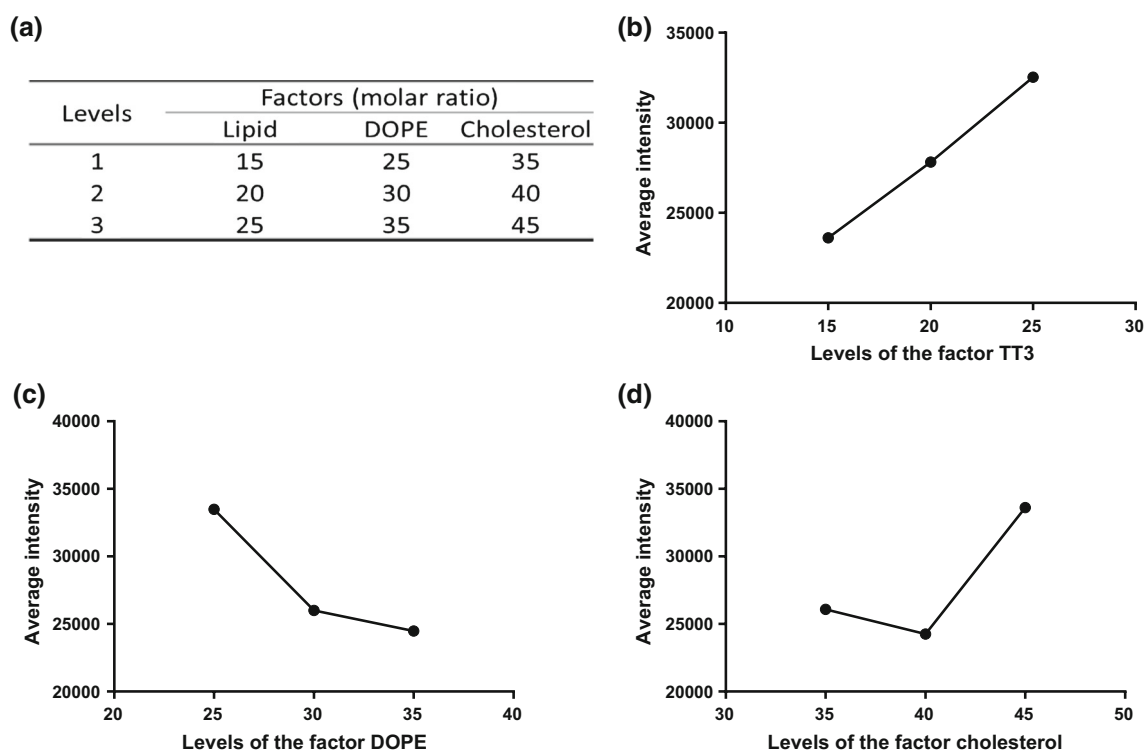 (a)
Levels Factors (molar ratio)
Lipid DOPE Cholesterol
1 15 25 35
2 20 30 40
3 25 35 45
(b)
Average intensity
35000
30000
25000
20000
10 15 20 25 30
Levels of the factor TT3
(c)
Average intensity
40000
35000
30000
25000
20000
20 25 30 35 40
Levels of the factor DOPE
(d)
Average intensity
40000
35000
30000
25000
20000
30 35 40 45 50
Levels of the factor cholesterol